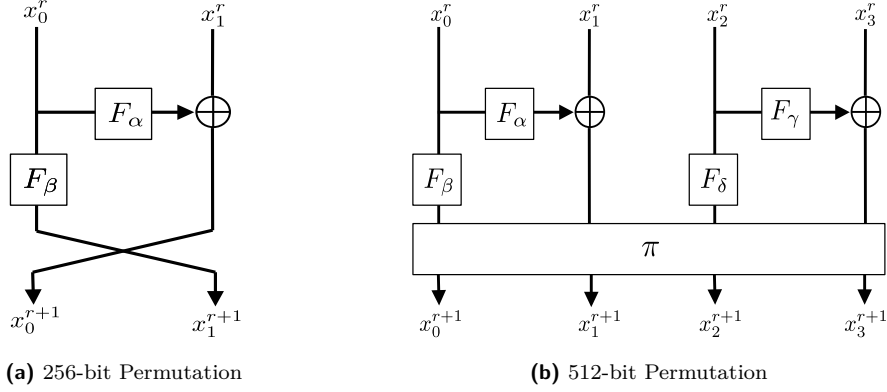 x_0^r x_1^r x_0^r x_1^r x_2^r x_3^r
F_α F_α F_γ
F_β F_β F_δ
π
x_0^{r+1} x_1^{r+1} x_0^{r+1} x_1^{r+1} x_2^{r+1} x_3^{r+1}
(a) 256-bit Permutation
(b) 512-bit Permutation